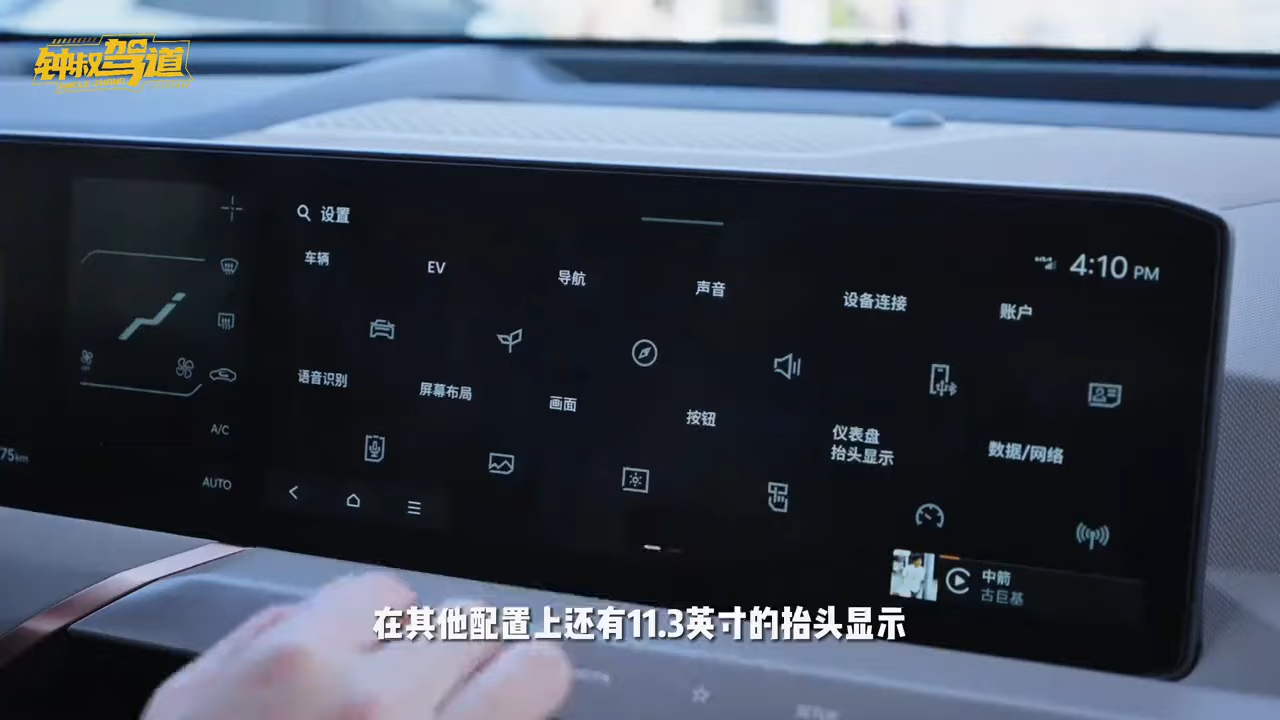 钟叔驾道
设置
4:10 PM
车辆
EV
导航
声音
设备连接
账户
语音识别
屏幕布局
画面
按钮
仪表盘
抬头显示
数据/网络
A/C
AUTO
75km
中箭
古巨基
在其他配置上还有11.3英寸的抬头显示